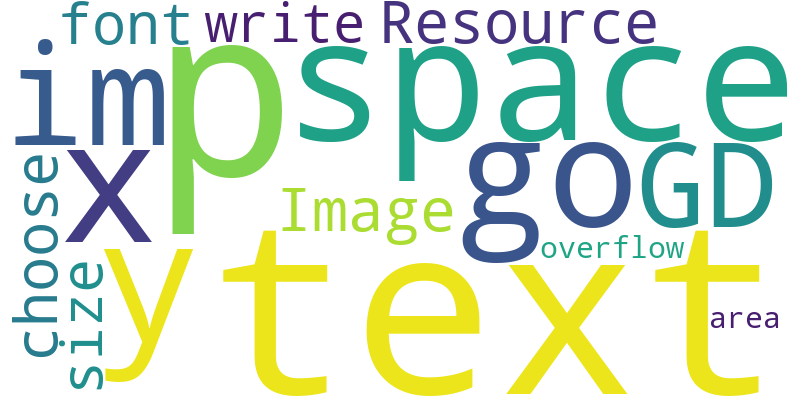 font write Resource
im p space
x go GD
choose Image
overflow
size y text
area